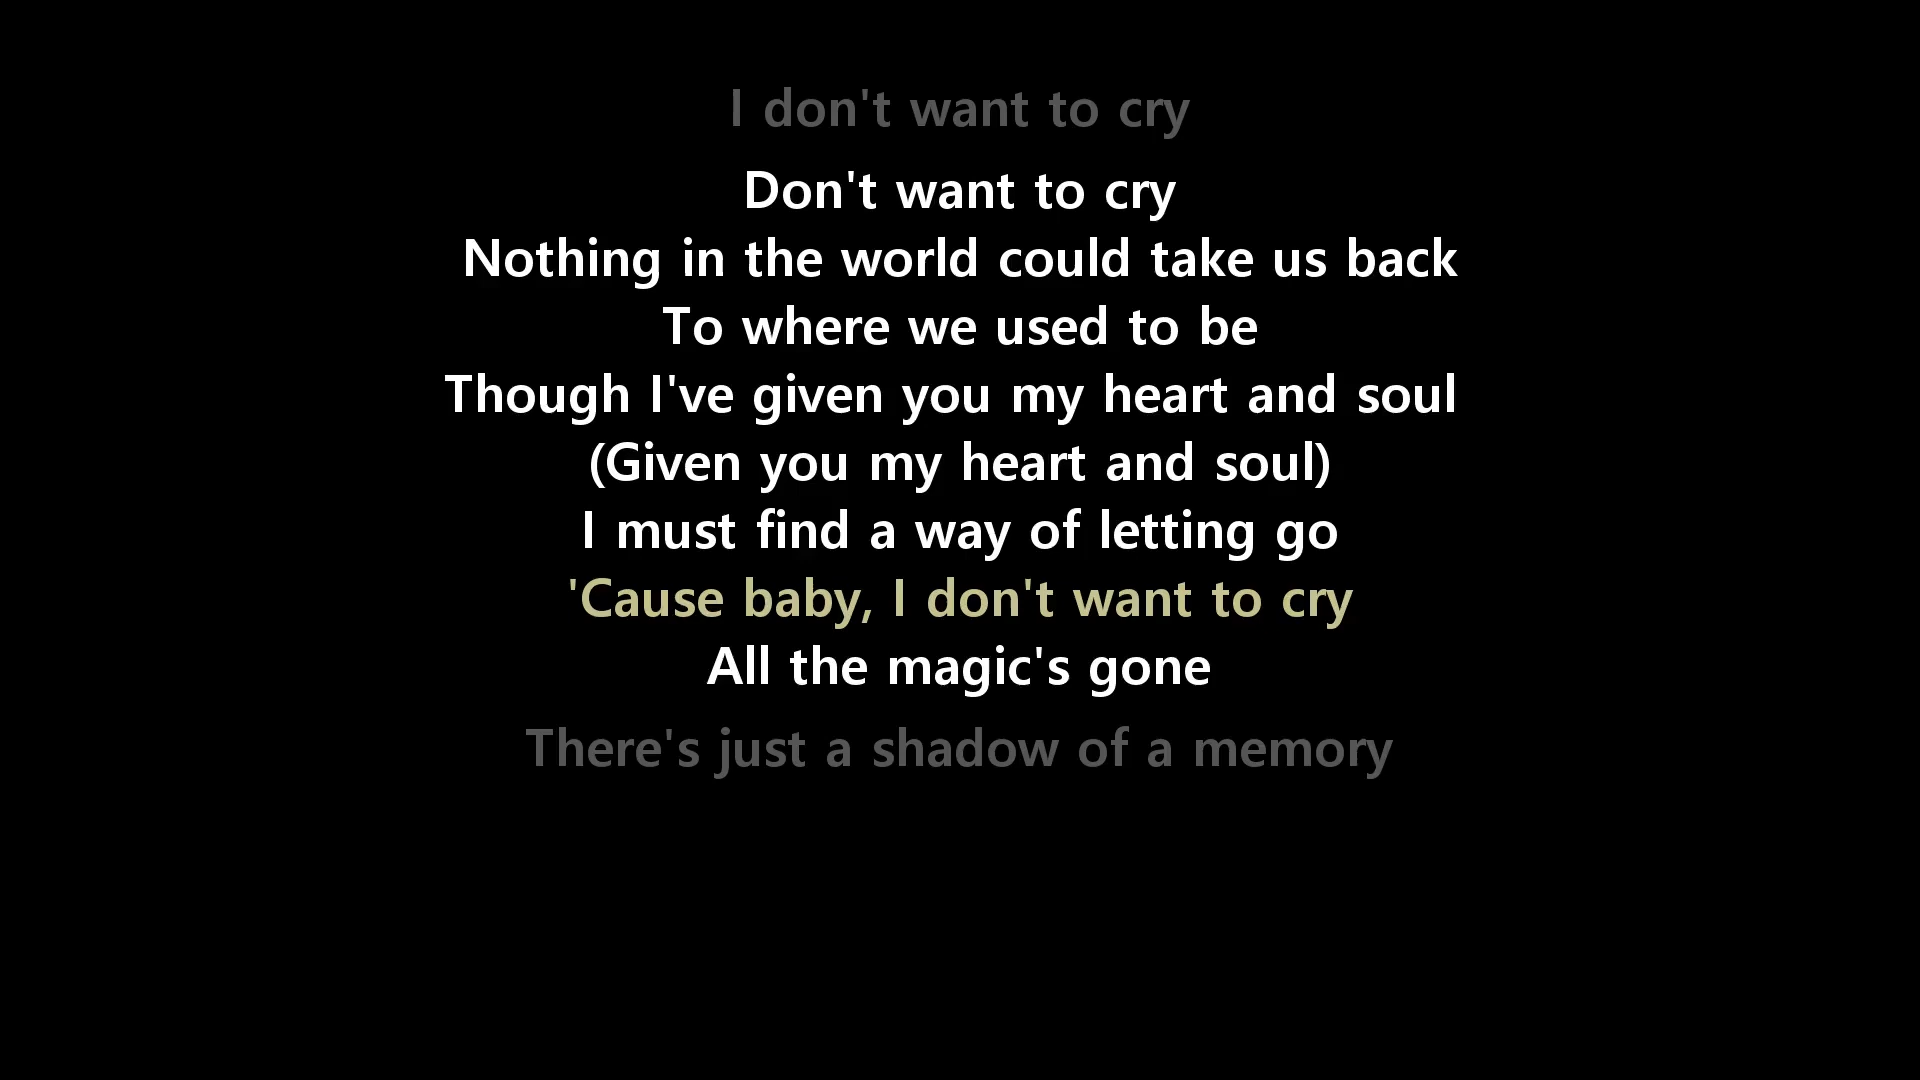 I don't want to cry
Don't want to cry
Nothing in the world could take us back
To where we used to be
Though I've given you my heart and soul
(Given you my heart and soul)
I must find a way of letting go
'Cause baby, I don't want to cry
All the magic's gone
There's just a shadow of a memory